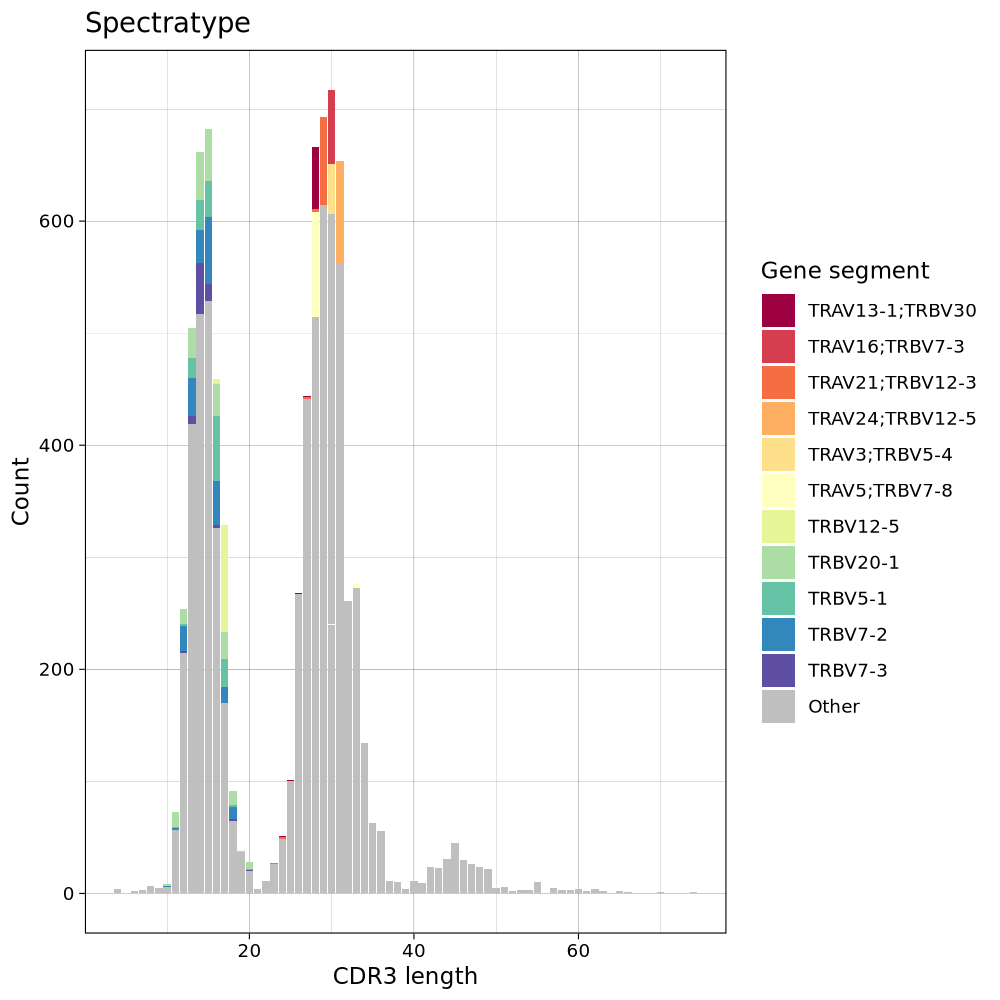 Spectratype
Count
600
400
200
0
20
40
60
CDR3 length
Gene segment
TRAV13-1;TRBV30
TRAV16;TRBV7-3
TRAV21;TRBV12-3
TRAV24;TRBV12-5
TRAV3;TRBV5-4
TRAV5;TRBV7-8
TRBV12-5
TRBV20-1
TRBV5-1
TRBV7-2
TRBV7-3
Other